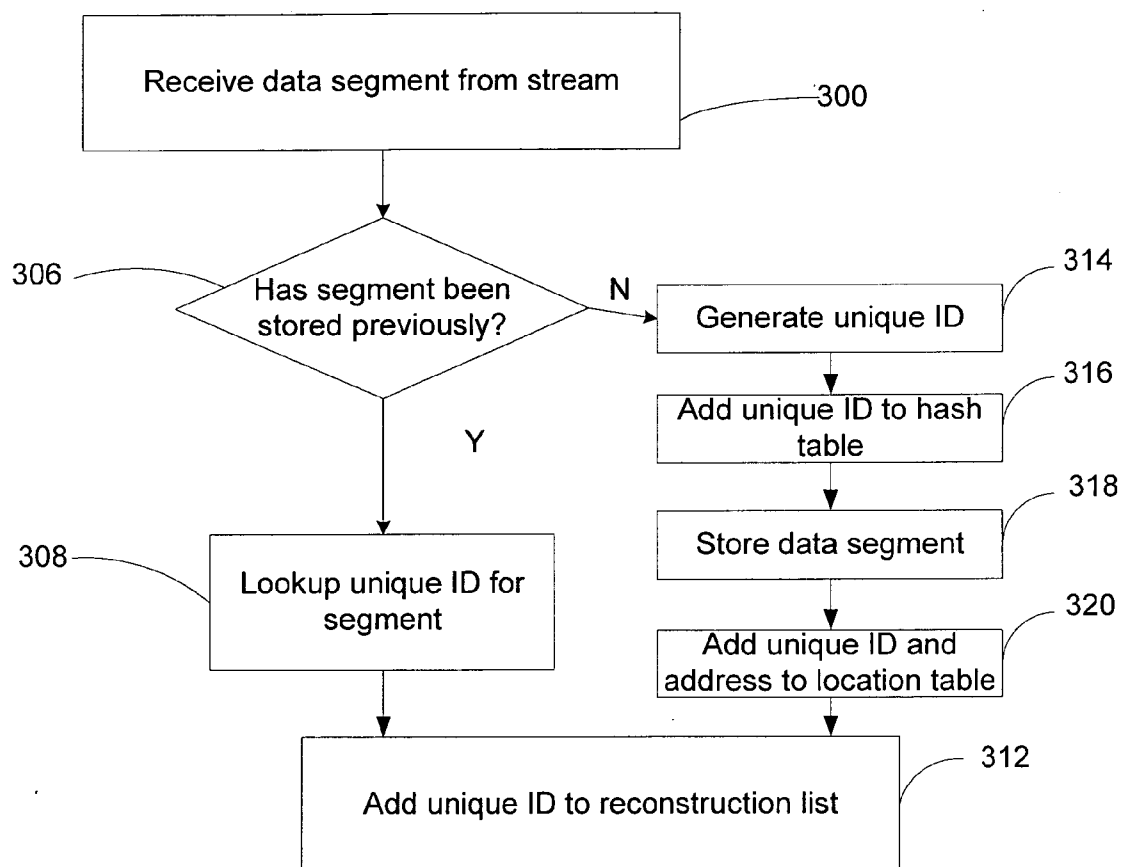 Receive data segment from stream
300
306
Has segment been
stored previously?
N
314
Generate unique ID
316
Add unique ID to hash
table
Y
318
Store data segment
308
Lookup unique ID for
segment
320
Add unique ID and
address to location table
312
Add unique ID to reconstruction list